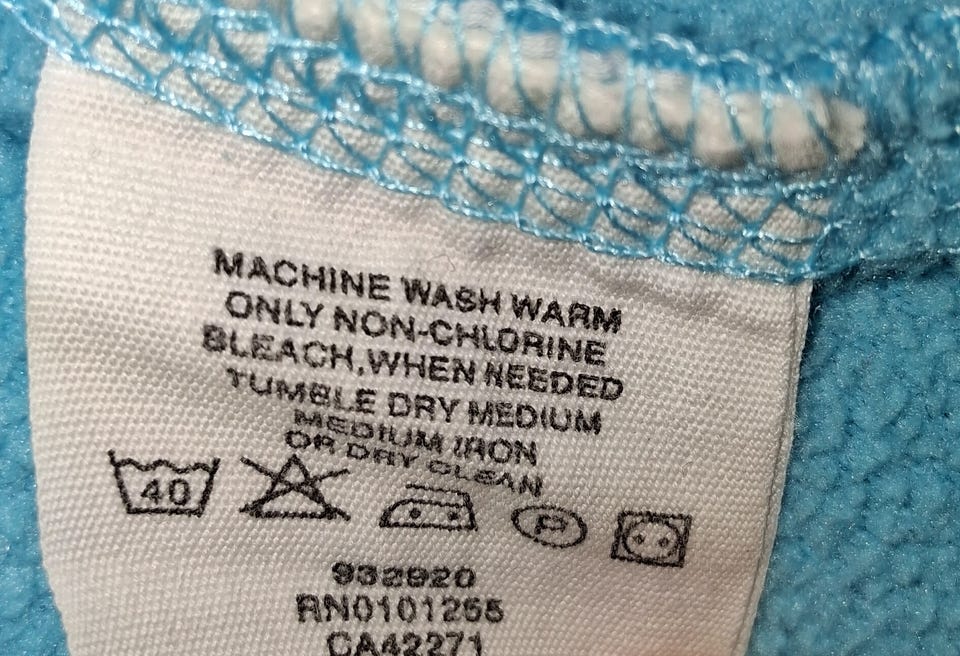 MACHINE WASH WARM
ONLY NON-CHLORINE
BLEACH,WHEN NEEDED
TUMBLE DRY MEDIUM
MEDIUM IRON
OR DRY CLEAN
40
P
932920
RN0101255
CA42271